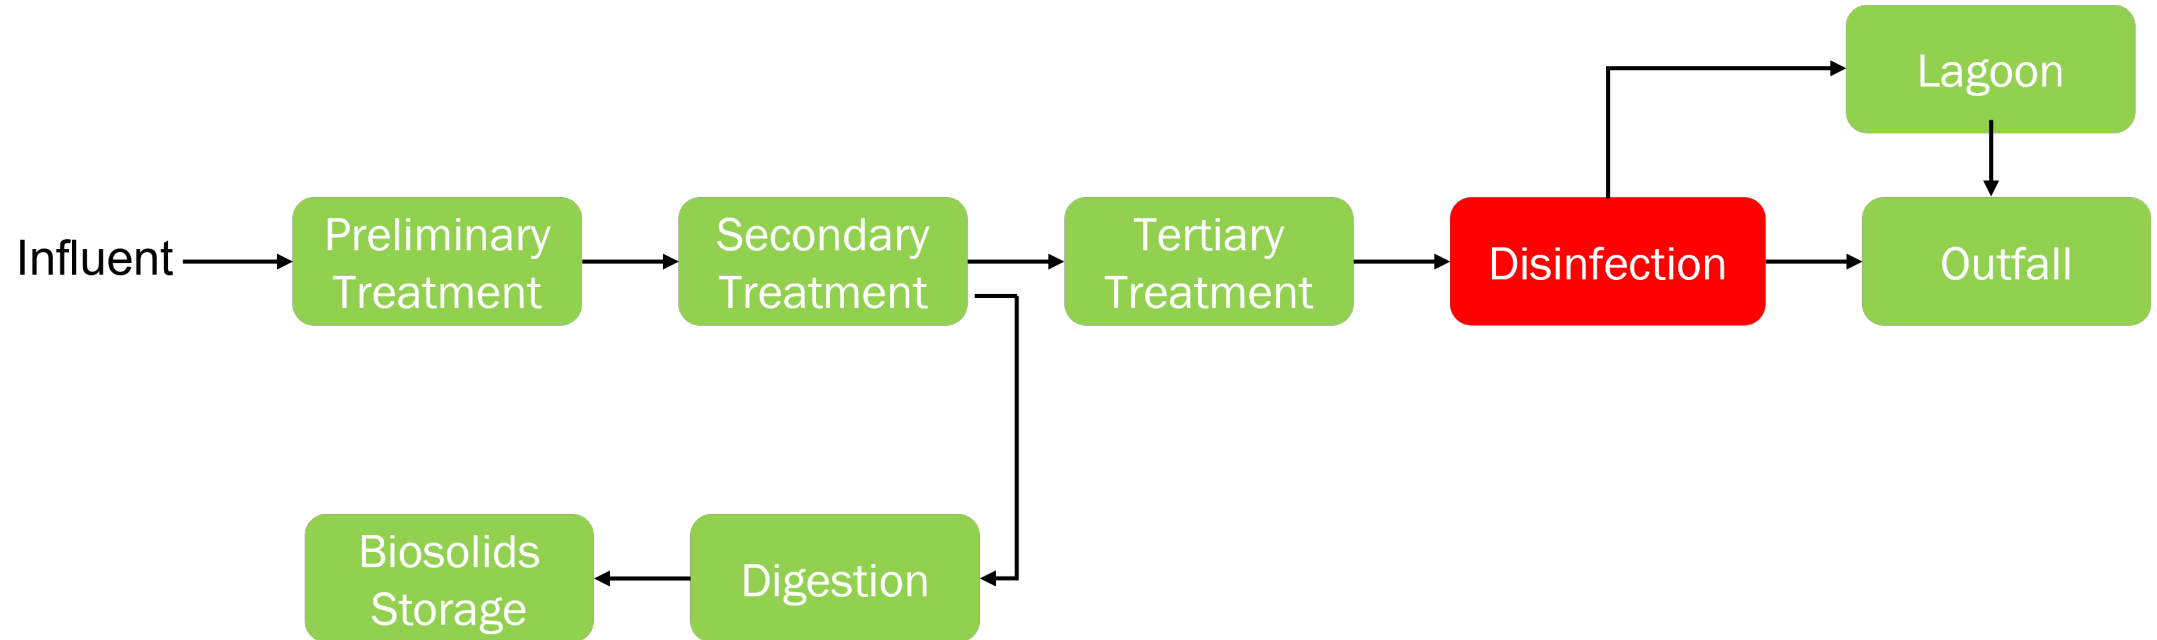 Lagoon
Influent
Preliminary
Treatment
Secondary
Treatment
Tertiary
Treatment
Disinfection
Outfall
Biosolids
Storage
Digestion